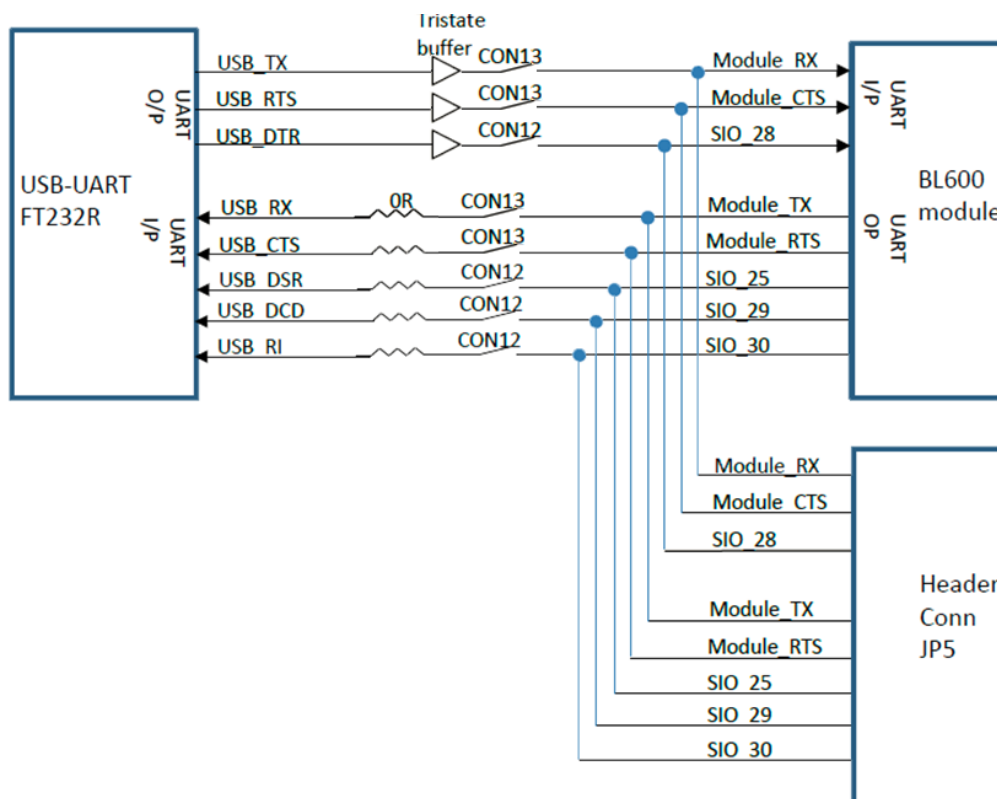 Tristate
buffer
USB_TX
CON13
Module_RX
USB_RTS
CON13
Module_CTS
USB_DTR
CON12
SIO_28
UART
O/P
UART
I/P
USB-UART
FT232R
BL600
module
USB_RX
0R
CON13
Module_TX
USB_CTS
CON13
Module_RTS
USB_DSR
CON12
SIO_25
USB_DCD
CON12
SIO_29
USB_RI
CON12
SIO_30
UART
I/P
UART
OP
Module_RX
Module_CTS
SIO_28
Module_TX
Module_RTS
SIO_25
SIO_29
SIO_30
Header
Conn
JP5